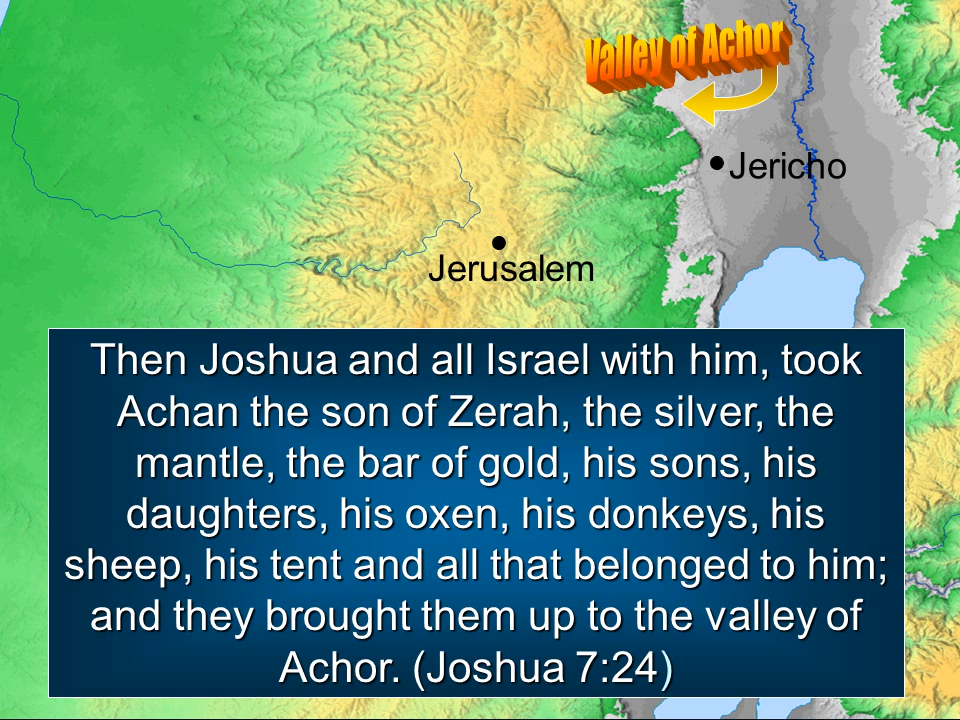 Valley of Achor
Jericho
Jerusalem
Then Joshua and all Israel with him, took
Achan the son of Zerah, the silver, the
mantle, the bar of gold, his sons, his
daughters, his oxen, his donkeys, his
sheep, his tent and all that belonged to him;
and they brought them up to the valley of
Achor. (Joshua 7:24)